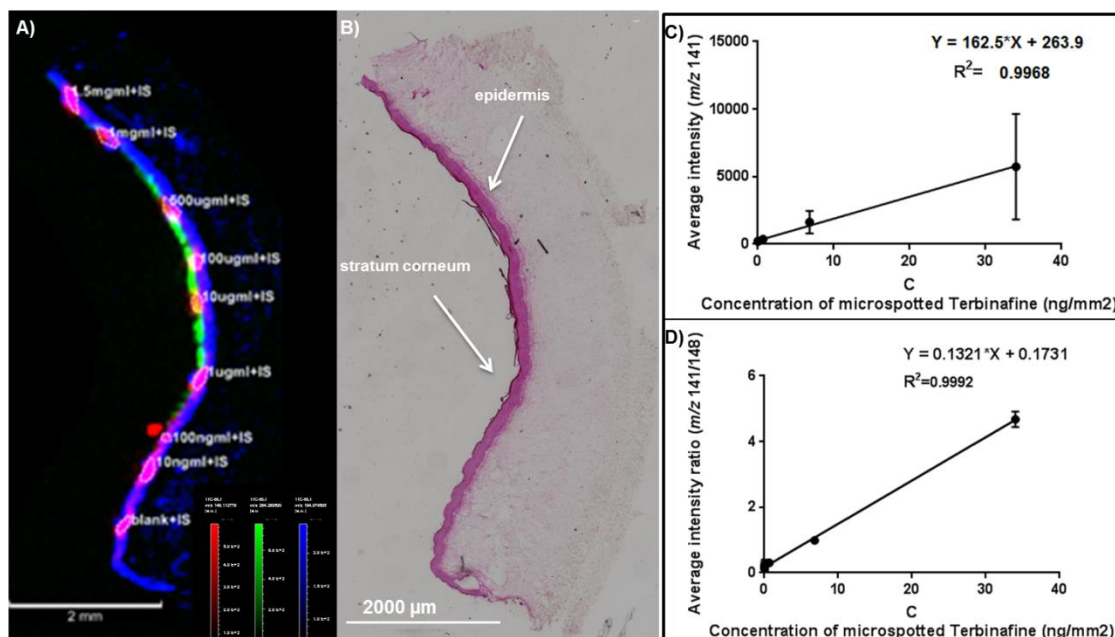 A)
1.5mgml+IS
1mgml+IS
500ugml+IS
100ugml+IS
10ugml+IS
1ugml+IS
100ngml+IS
10ngml+IS
blank+IS
2 mm
B)
epidermis
stratum corneum
2000 µm
C)
Y = 162.5*X + 263.9
R2= 0.9968
Average intensity (m/z 141)
15000
10000
5000
0
0 10 20 30 40
C
Concentration of microspotted Terbinafine (ng/mm2)
D)
Y = 0.1321*X + 0.1731
R2=0.9992
Average intensity ratio (m/z 141/148)
6
4
2
0
0 10 20 30 40
C
Concentration of microspotted Terbinafine (ng/mm2)